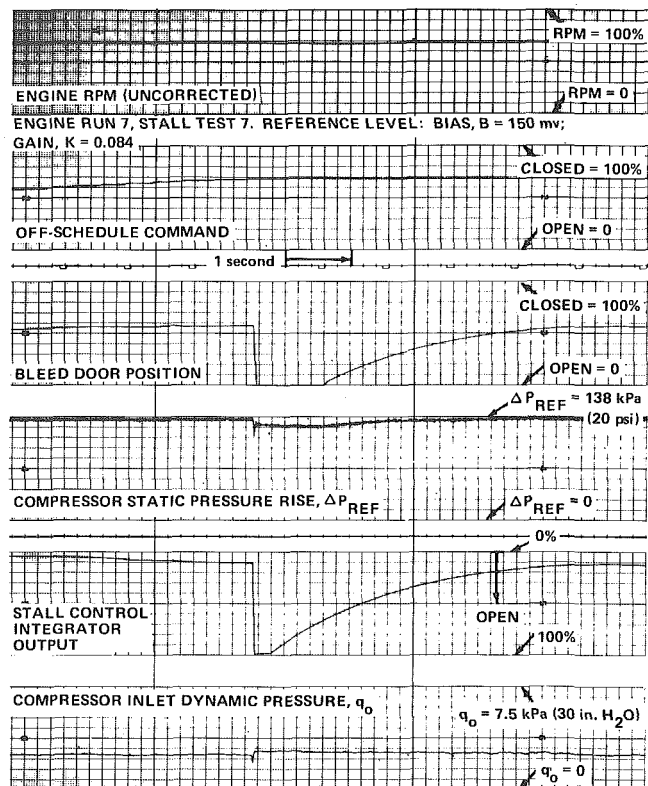 RPM = 100%
ENGINE RPM (UNCORRECTED)
RPM = 0
ENGINE RUN 7, STALL TEST 7. REFERENCE LEVEL: BIAS, B = 150 mv;
GAIN, K = 0.084
CLOSED = 100%
OFF-SCHEDULE COMMAND
OPEN = 0
1 second
CLOSED = 100%
BLEED DOOR POSITION
OPEN = 0
Δ P_REF = 138 kPa
(20 psi)
COMPRESSOR STATIC PRESSURE RISE, ΔP_REF
ΔP_REF = 0
0%
STALL CONTROL
INTEGRATOR
OUTPUT
OPEN
100%
COMPRESSOR INLET DYNAMIC PRESSURE, q_o
q_o = 7.5 kPa (30 in. H_2O)
q_o = 0